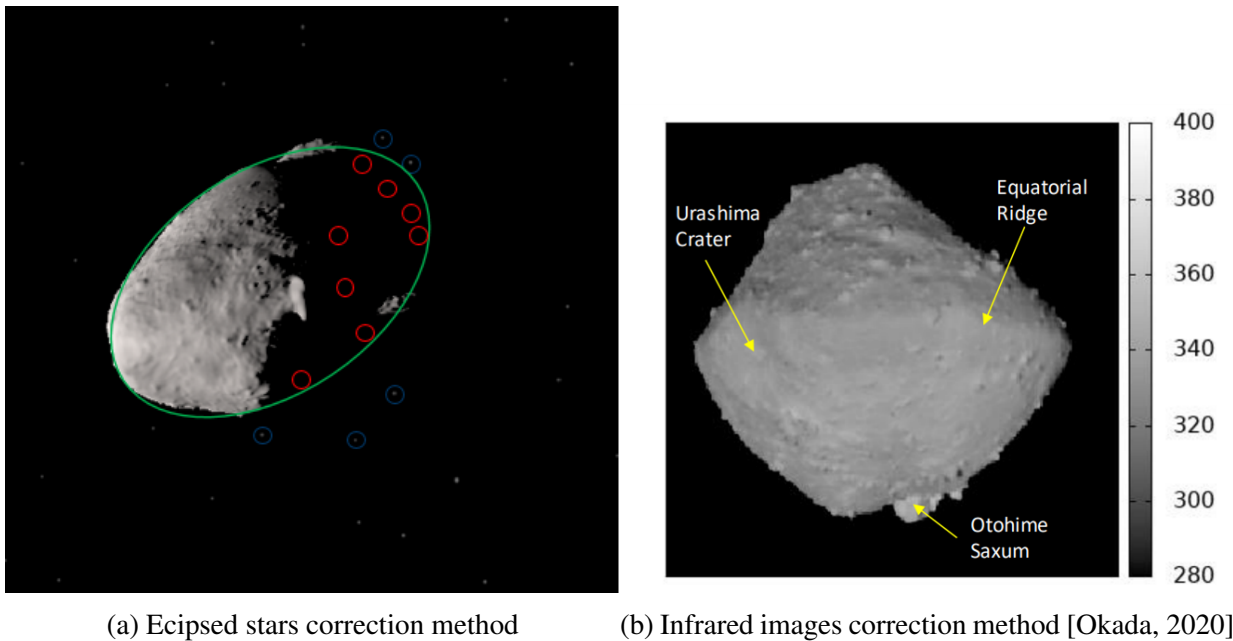 Urashima
Crater
Equatorial
Ridge
Otohime
Saxum
400
380
360
340
320
300
280
(a) Ecipsed stars correction method
(b) Infrared images correction method [Okada, 2020]